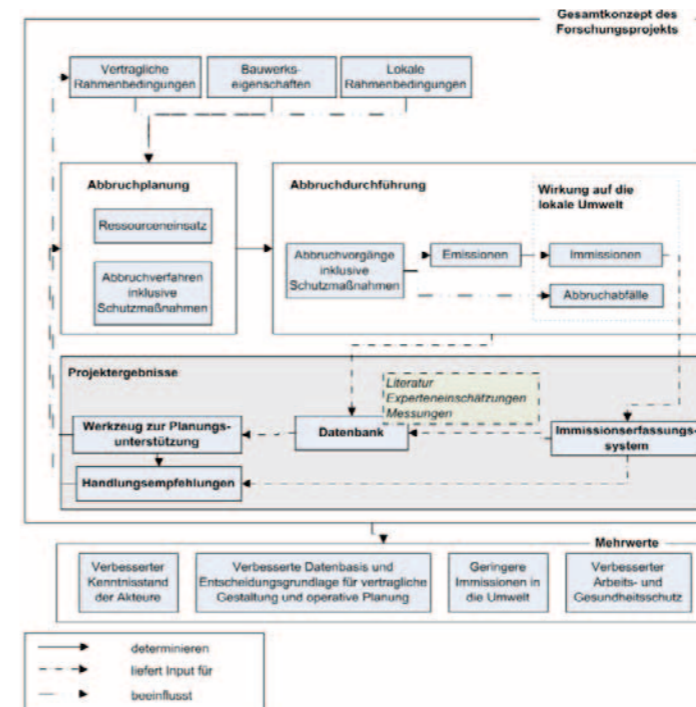 Gesamtkonzept des
Forschungsprojekts
Vertragliche
Rahmenbedingungen
Bauwerks-
eigenschaften
Lokale
Rahmenbedingungen
Abbruchplanung
Ressourceneinsatz
Abbruchverfahren
inklusive
Schutzmaßnahmen
Abbruchdurchführung
Abbruchvorgänge
inklusive
Schutzmaßnahmen
Emissionen
Wirkung auf die
lokale Umwelt
Immissionen
Abbruchabfälle
Projektergebnisse
Literatur
Experteneinschätzungen
Messungen
Werkzeug zur Planungs-
unterstützung
Datenbank
Immissionserfassungs-
system
Handlungsempfehlungen
Mehrwerte
Verbesserter
Kenntnisstand
der Akteure
Verbesserte Datenbasis und
Entscheidungsgrundlage für vertragliche
Gestaltung und operative Planung
Geringere
Immissionen in
die Umwelt
Verbesserter
Arbeits- und
Gesundheitsschutz
determinieren
liefert Input für
beeinflusst